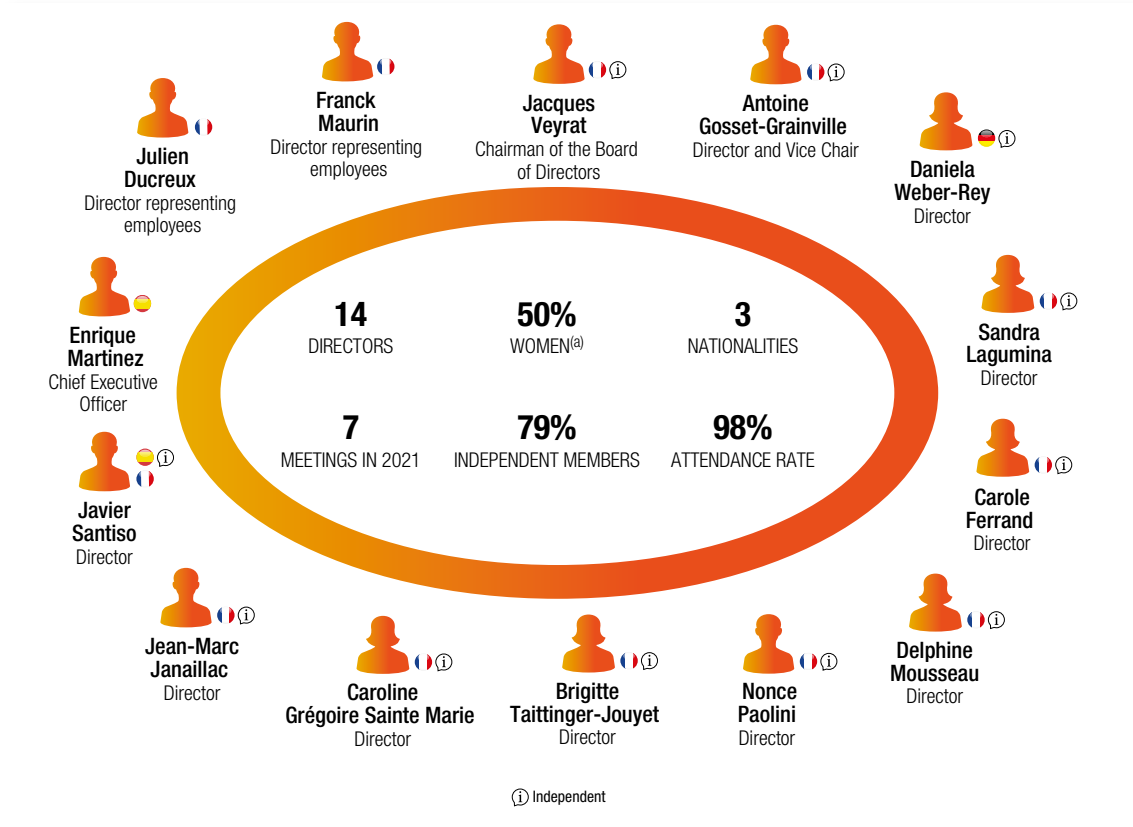 Franck
Maurin
Director representing
employees
Jacques
Veyrat
Chairman of the Board
of Directors
Antoine
Gosset-Grainville
Director and Vice Chair
Julien
Ducreux
Director representing
employees
Daniela
Weber-Rey
Director
Enrique
Martinez
Chief Executive
Officer
14
DIRECTORS
50%
WOMEN(a)
3
NATIONALITIES
Sandra
Lagumina
Director
7
MEETINGS IN 2021
79%
INDEPENDENT MEMBERS
98%
ATTENDANCE RATE
Javier
Santiso
Director
Carole
Ferrand
Director
Jean-Marc
Janaillac
Director
Caroline
Grégoire Sainte Marie
Director
Brigitte
Taittinger-Jouyet
Director
Nonce
Paolini
Director
Delphine
Mousseau
Director
i Independent